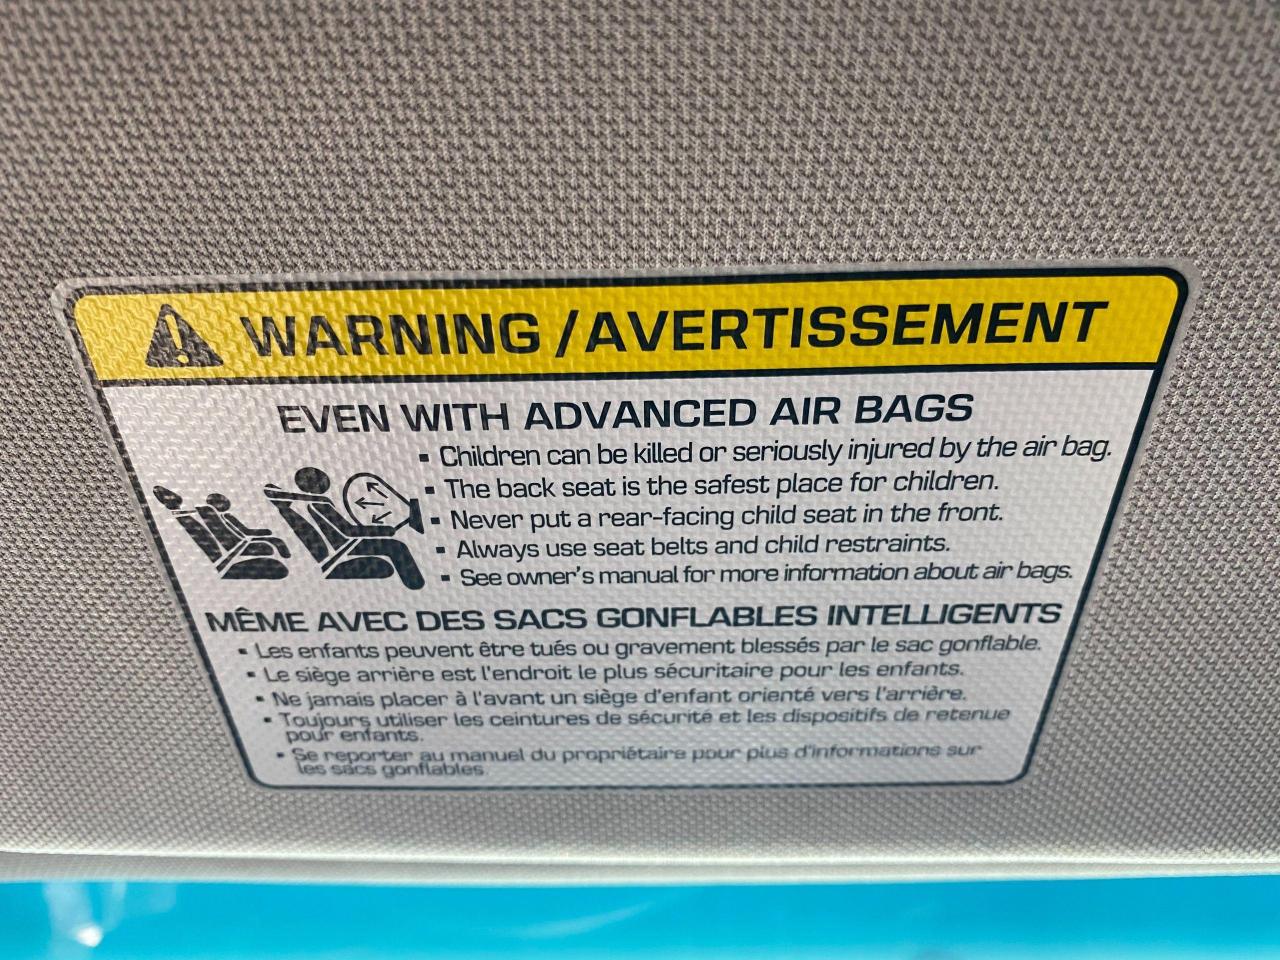 WARNING / AVERTISSEMENT
EVEN WITH ADVANCED AIR BAGS
▪ Children can be killed or seriously injured by the air bag.
▪ The back seat is the safest place for children.
▪ Never put a rear-facing child seat in the front.
▪ Always use seat belts and child restraints.
▪ See owner's manual for more information about air bags.
MÊME AVEC DES SACS GONFLABLES INTELLIGENTS
▪ Les enfants peuvent être tués ou gravement blessés par le sac gonflable.
▪ Le siège arrière est l'endroit le plus sécuritaire pour les enfants.
▪ Ne jamais placer à l'avant un siège d'enfant orienté vers l'arrière.
▪ Toujours utiliser les ceintures de sécurité et les dispositifs de retenue
pour enfants.
▪ Se reporter au manuel du propriétaire pour plus d'informations sur
les sacs gonflables.